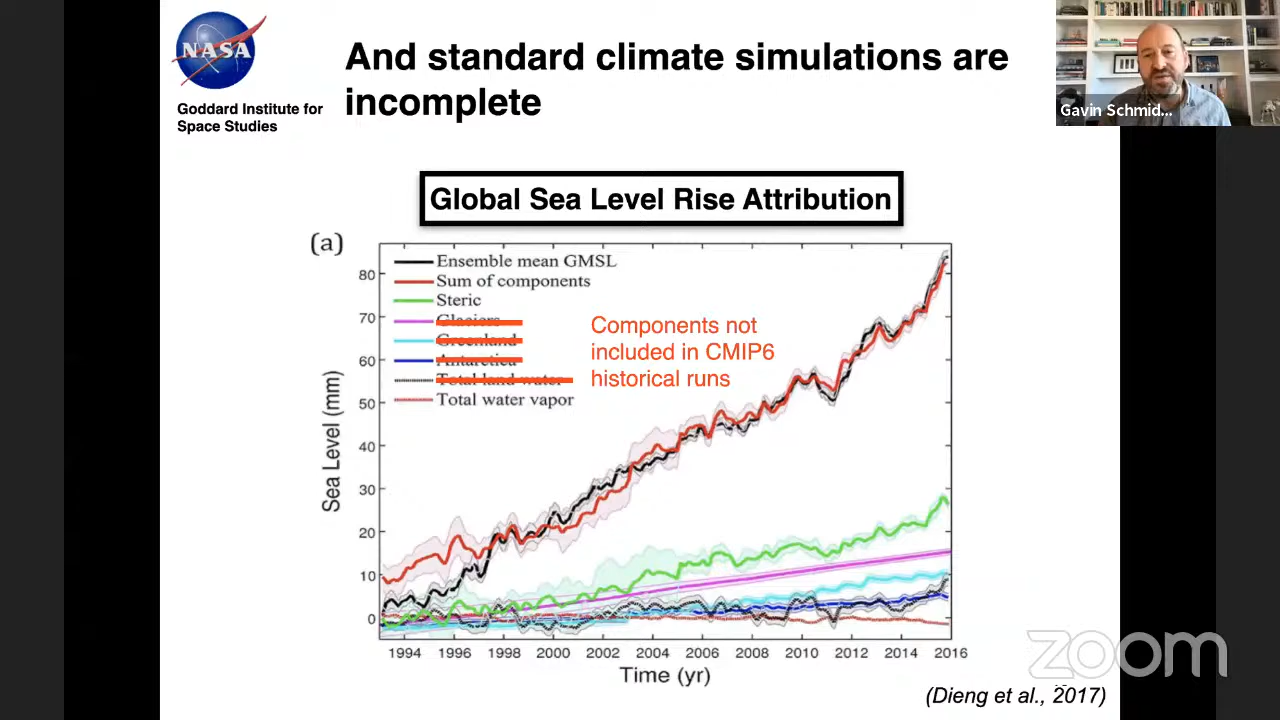 NASA
Goddard Institute for
Space Studies
And standard climate simulations are
incomplete
Gavin Schmid...
Global Sea Level Rise Attribution
(a)
Ensemble mean GMSL
Sum of components
Steric
Glaciers
Greenland
Antarctica
Total land water
Total water vapor
Components not
included in CMIP6
historical runs
80
70
60
50
40
30
20
10
0
Sea Level (mm)
1994 1996 1998 2000 2002 2004 2006 2008 2010 2012 2014 2016
Time (yr)
zoom
(Dieng et al., 2017)